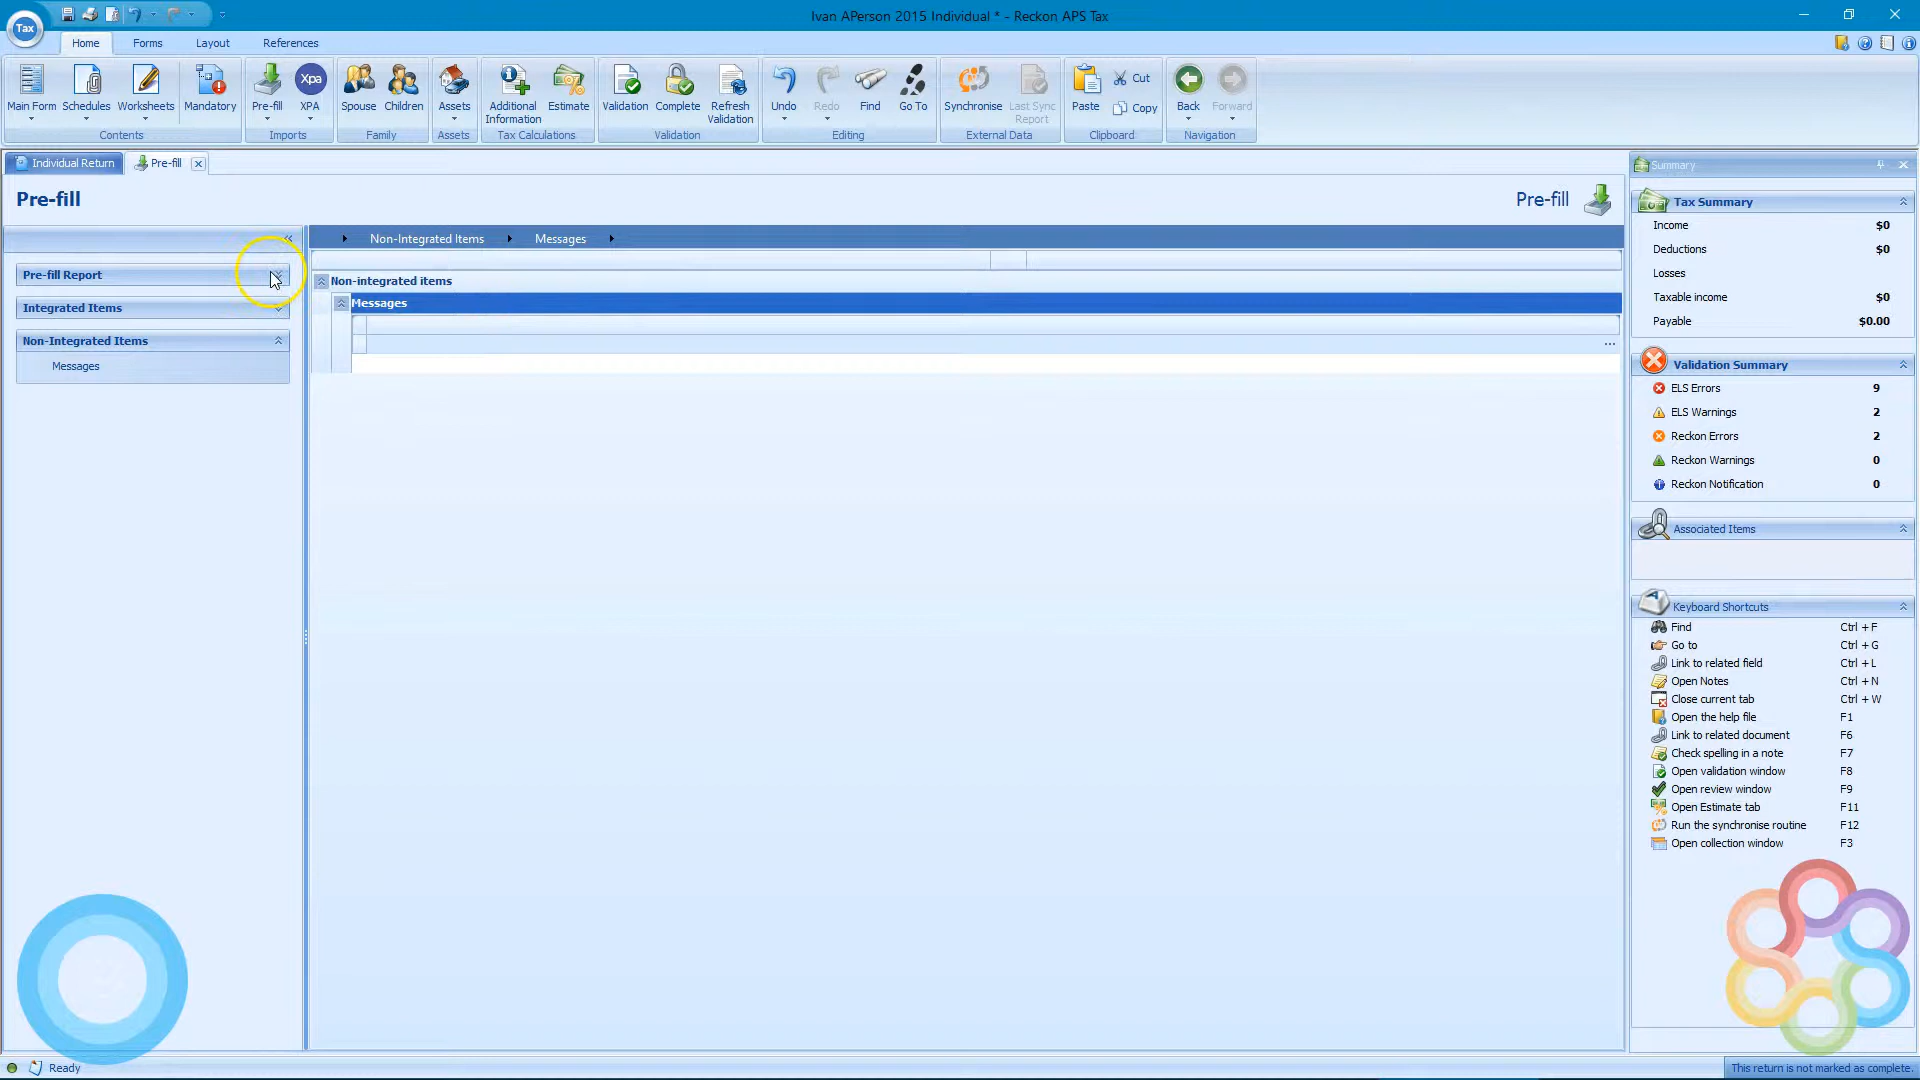 Ivan APerson 2015 Individual * - Reckon APS Tax
Tax
Home Forms Layout References
Main Form Schedules Worksheets Mandatory Pre-fill XPA Spouse Children Assets Additional Information Estimate Validation Complete Refresh Validation Undo Redo Find Go To Synchronise Last Sync Report Paste Cut Copy Back Forward
Xpa
Contents Imports Family Assets Tax Calculations Validation Editing External Data Clipboard Navigation
Individual Return Pre-fill
Pre-fill
Pre-fill
Pre-fill Report
Integrated Items
Non-Integrated Items
Messages
Non-Integrated Items Messages
Non-integrated items
Messages
...
Summary
Tax Summary
Income $0
Deductions $0
Losses
Taxable income $0
Payable $0.00
Validation Summary
ELS Errors 9
ELS Warnings 2
Reckon Errors 2
Reckon Warnings 0
Reckon Notification 0
Associated Items
Keyboard Shortcuts
Find Ctrl + F
Go to Ctrl + G
Link to related field Ctrl + L
Open Notes Ctrl + N
Close current tab Ctrl + W
Open the help file F1
Link to related document F6
Check spelling in a note F7
Open validation window F8
Open review window F9
Open Estimate tab F11
Run the synchronise routine F12
Open collection window F3
Ready
This return is not marked as complete.